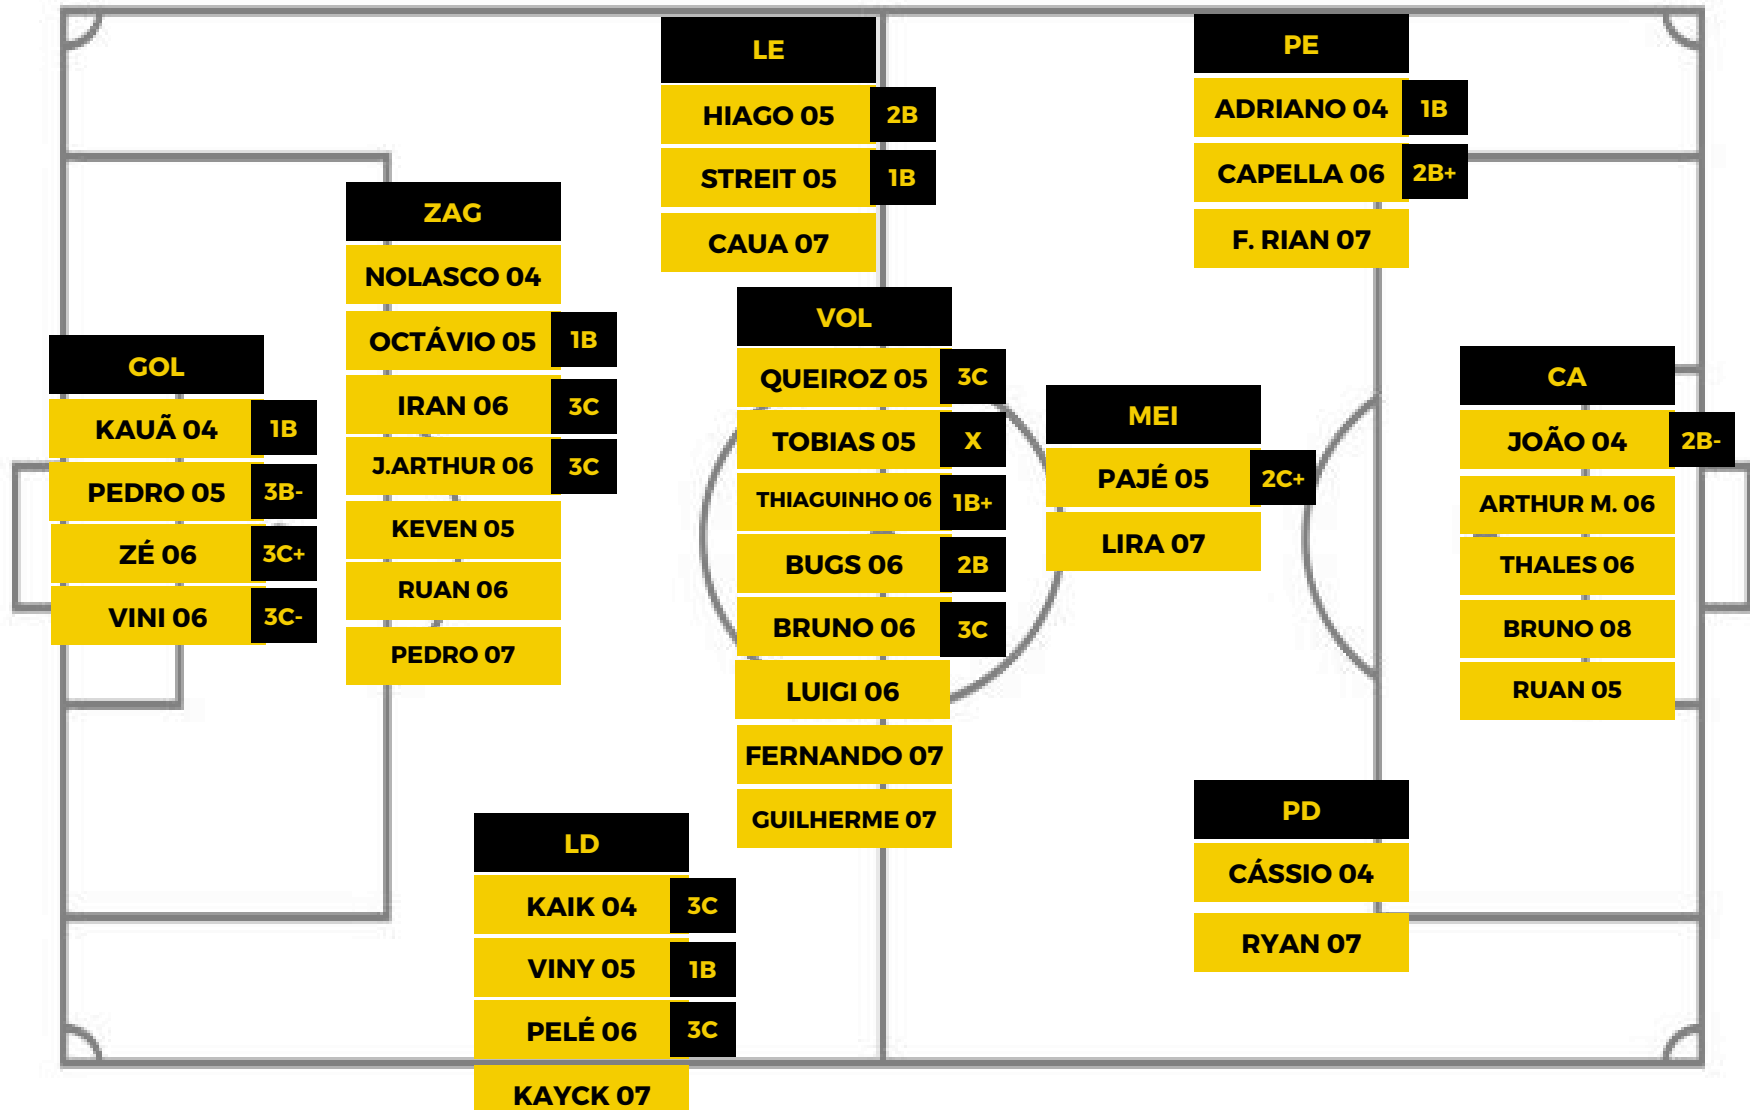 GOL
KAUÃ 04 1B
PEDRO 05 3B-
ZÉ 06 3C+
VINI 06 3C-
ZAG
NOLASCO 04
OCTÁVIO 05 1B
IRAN 06 3C
J.ARTHUR 06 3C
KEVEN 05
RUAN 06
PEDRO 07
LE
HIAGO 05 2B
STREIT 05 1B
CAUA 07
LD
KAIK 04 3C
VINY 05 1B
PELÉ 06 3C
KAYCK 07
VOL
QUEIROZ 05 3C
TOBIAS 05 X
THIAGUINHO 06 1B+
BUGS 06 2B
BRUNO 06 3C
LUIGI 06
FERNANDO 07
GUILHERME 07
MEI
PAJÉ 05 2C+
LIRA 07
PE
ADRIANO 04 1B
CAPELLA 06 2B+
F. RIAN 07
PD
CÁSSIO 04
RYAN 07
CA
JOÃO 04 2B-
ARTHUR M. 06
THALES 06
BRUNO 08
RUAN 05